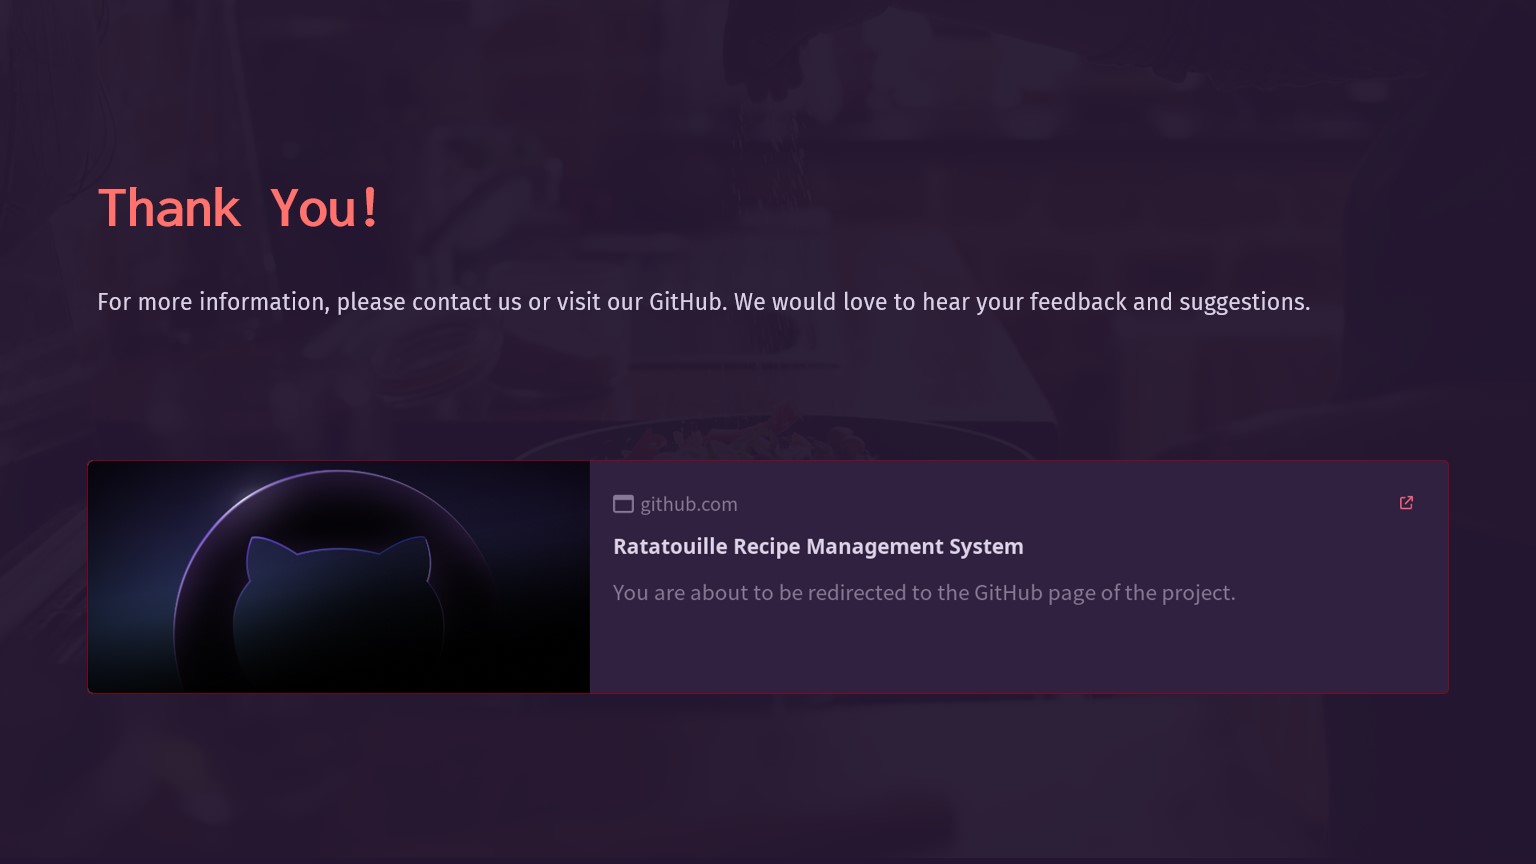 Thank You!
For more information, please contact us or visit our GitHub. We would love to hear your feedback and suggestions.
github.com
Ratatouille Recipe Management System
You are about to be redirected to the GitHub page of the project.